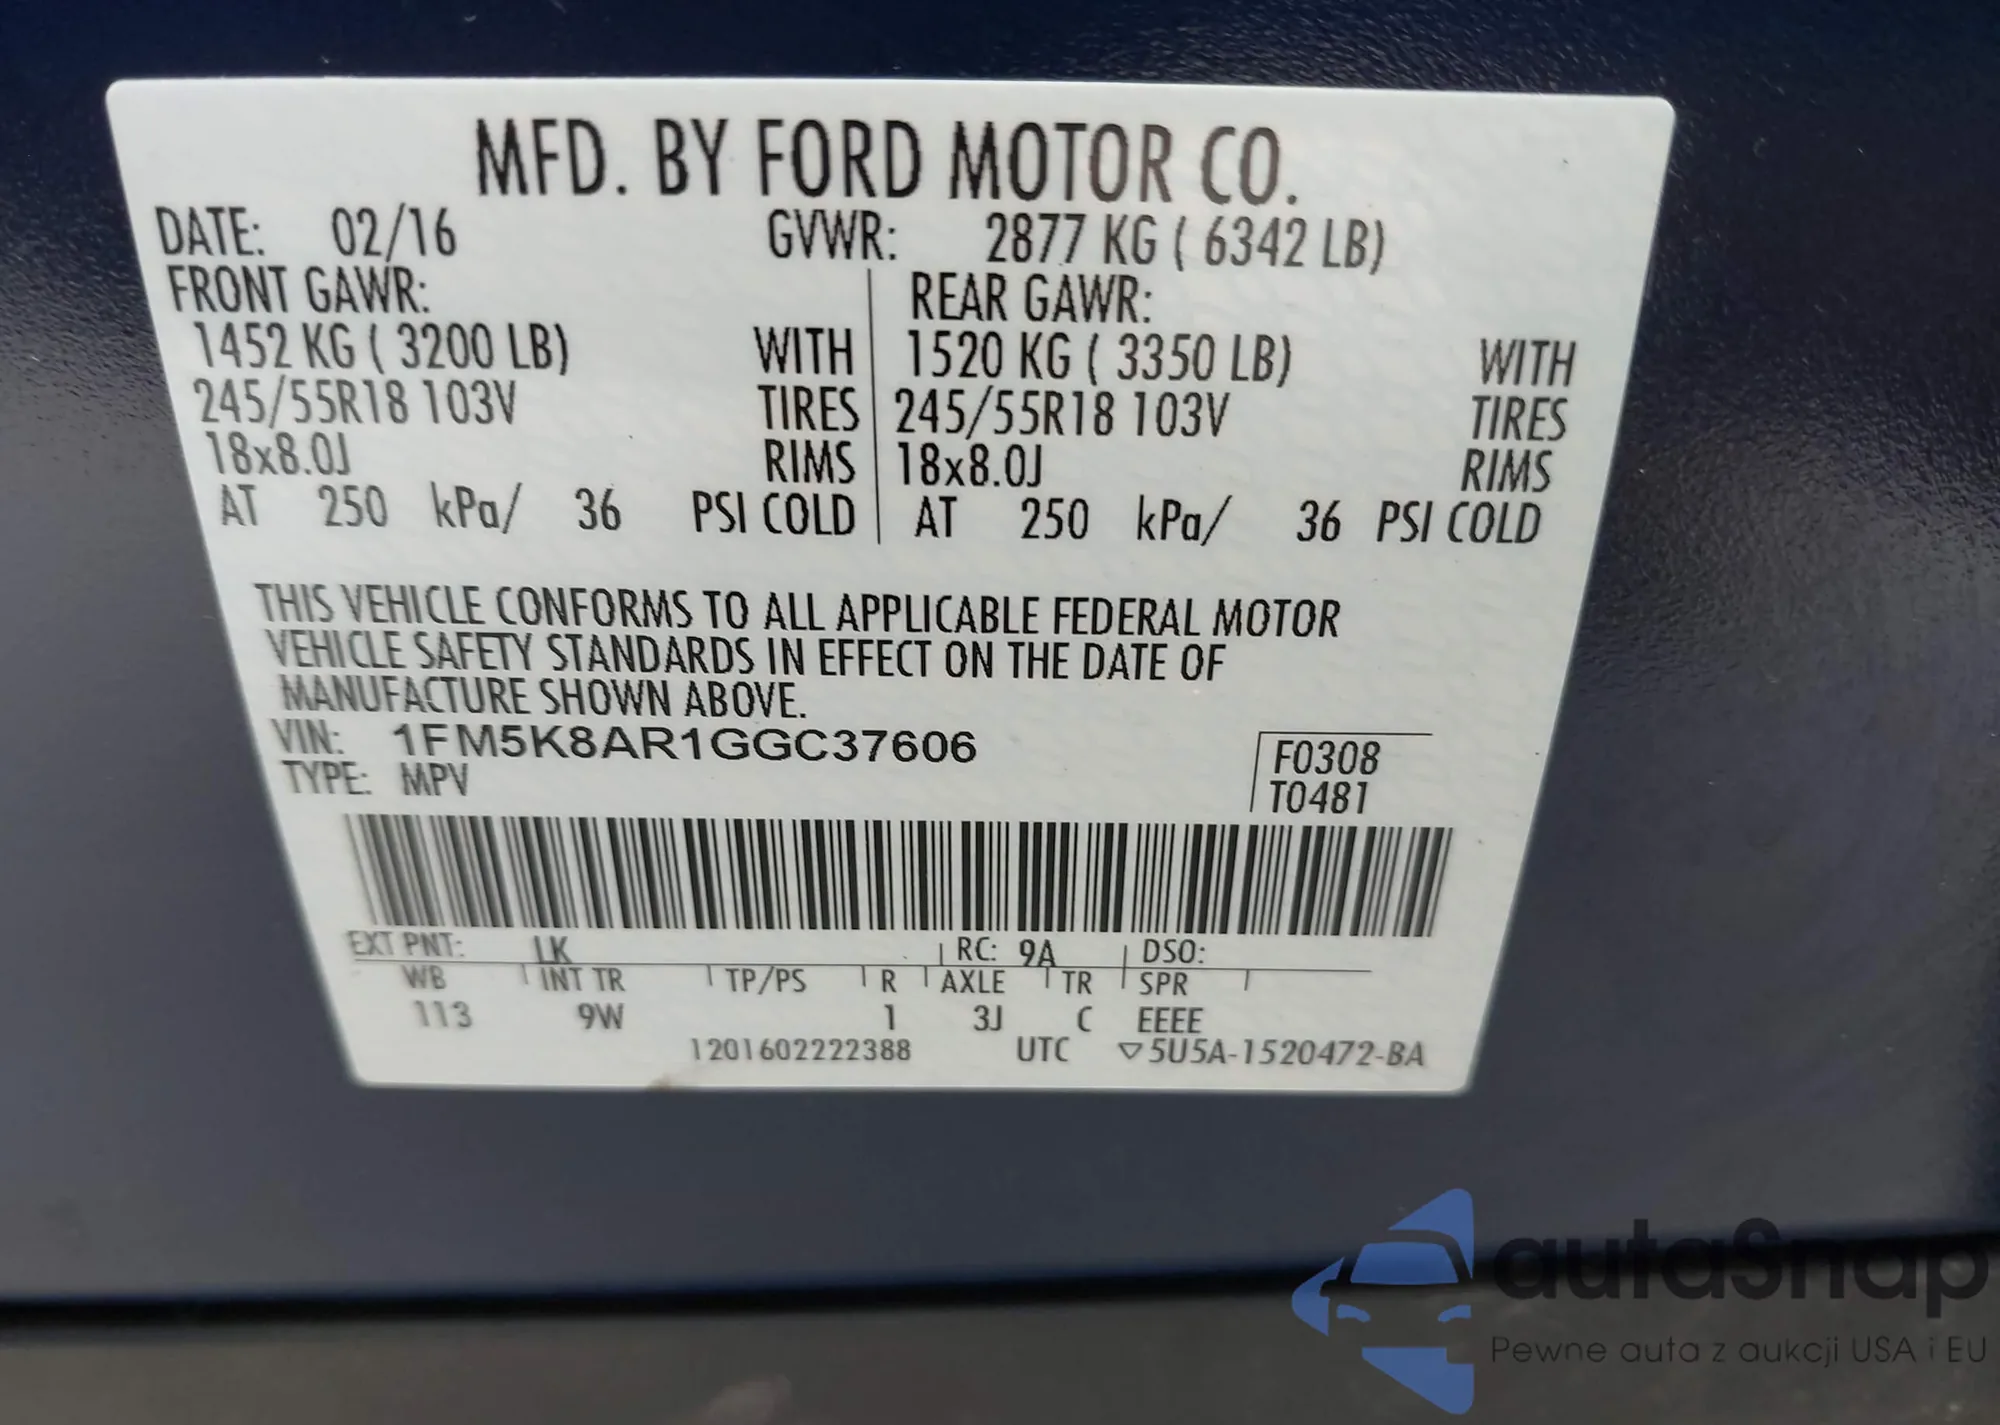 MFD. BY FORD MOTOR CO.
DATE: 02/16 GVWR: 2877 KG ( 6342 LB)
FRONT GAWR: REAR GAWR:
1452 KG ( 3200 LB) WITH 1520 KG ( 3350 LB) WITH
245/55R18 103V TIRES 245/55R18 103V TIRES
18x8.0J RIMS 18x8.0J RIMS
AT 250 kPa/ 36 PSI COLD AT 250 kPa/ 36 PSI COLD
THIS VEHICLE CONFORMS TO ALL APPLICABLE FEDERAL MOTOR
VEHICLE SAFETY STANDARDS IN EFFECT ON THE DATE OF
MANUFACTURE SHOWN ABOVE.
VIN: 1FM5K8AR1GGC37606 F0308
TYPE: MPV T0481
EXT PNT: LK RC: 9A DSO:
WB INT TR TP/PS R AXLE TR SPR
113 9W 1 3J C EEEE
1201602222388 UTC ▽5U5A-1520472-BA
autoSnap
Pewne auta z aukcji USA i EU